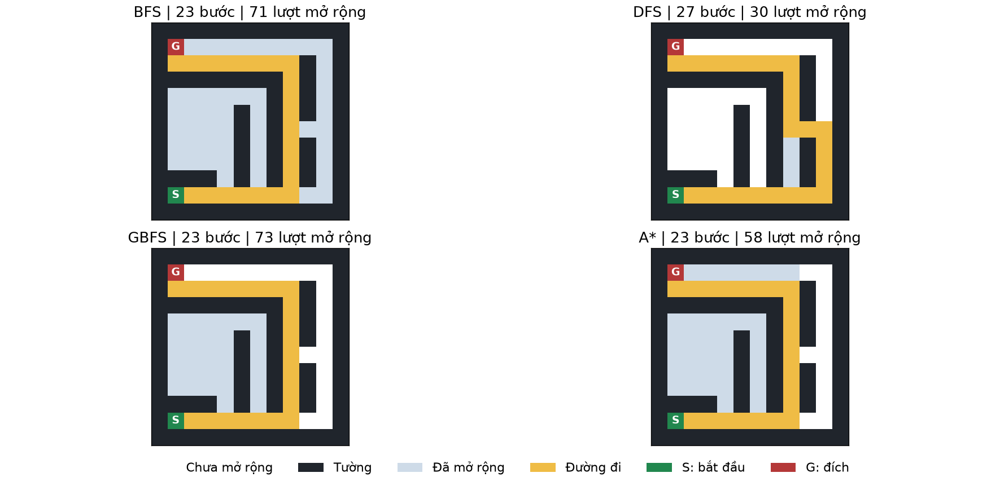 BFS | 23 bước | 71 lượt mở rộng
DFS | 27 bước | 30 lượt mở rộng
G
G
S
S
GBFS | 23 bước | 73 lượt mở rộng
A* | 23 bước | 58 lượt mở rộng
G
G
S
S
Chưa mở rộng Tường Đã mở rộng Đường đi S: bắt đầu G: đích